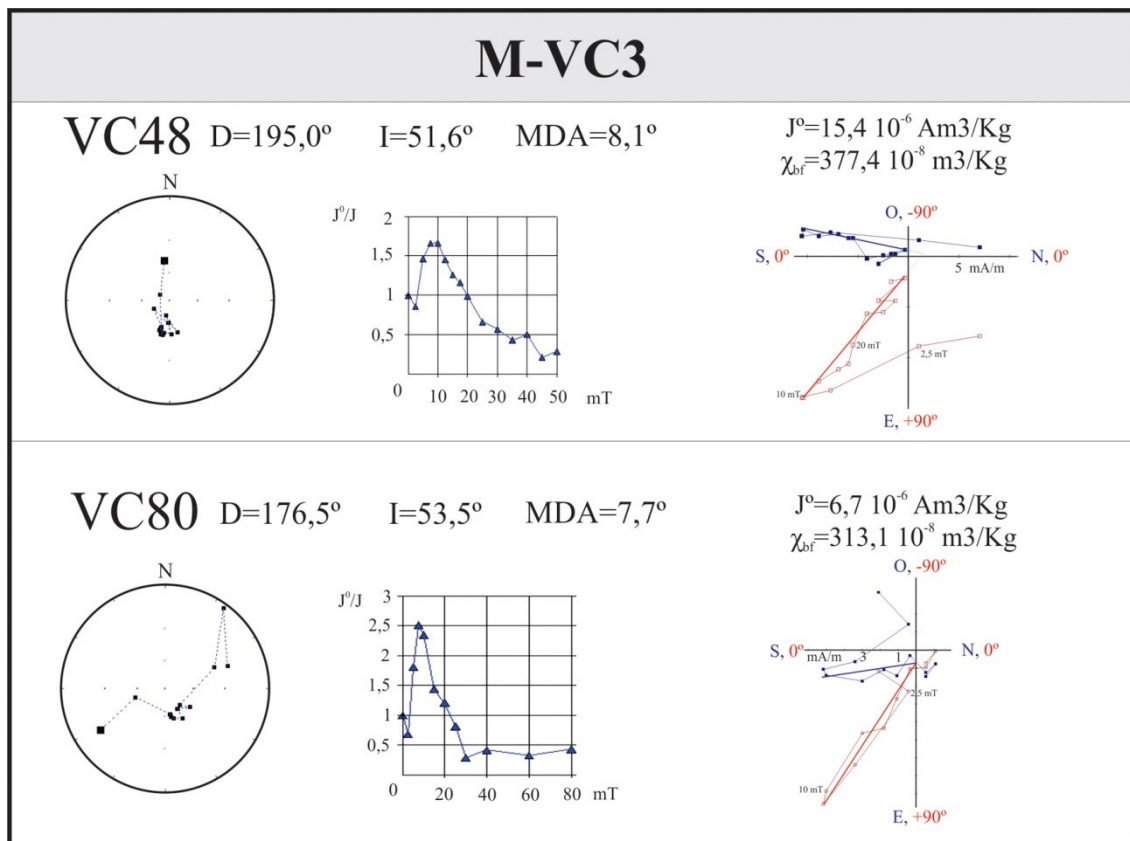 M-VC3
VC48 D=195,0º I=51,6º MDA=8,1º
Jº=15,4 10⁻⁶ Am3/Kg
χbf=377,4 10⁻⁸ m3/Kg
N
J⁰/J
2
1,5
1
0,5
0 10 20 30 40 50 mT
O, -90º
S, 0º N, 0º
5 mA/m
20 mT
2,5 mT
10 mT
E, +90º
VC80 D=176,5º I=53,5º MDA=7,7º
Jº=6,7 10⁻⁶ Am3/Kg
χbf=313,1 10⁻⁸ m3/Kg
N
J⁰/J
3
2,5
2
1,5
1
0,5
0 20 40 60 80 mT
O, -90º
S, 0º mA/m 3 1 N, 0º
2,5 mT
10 mT
E, +90º